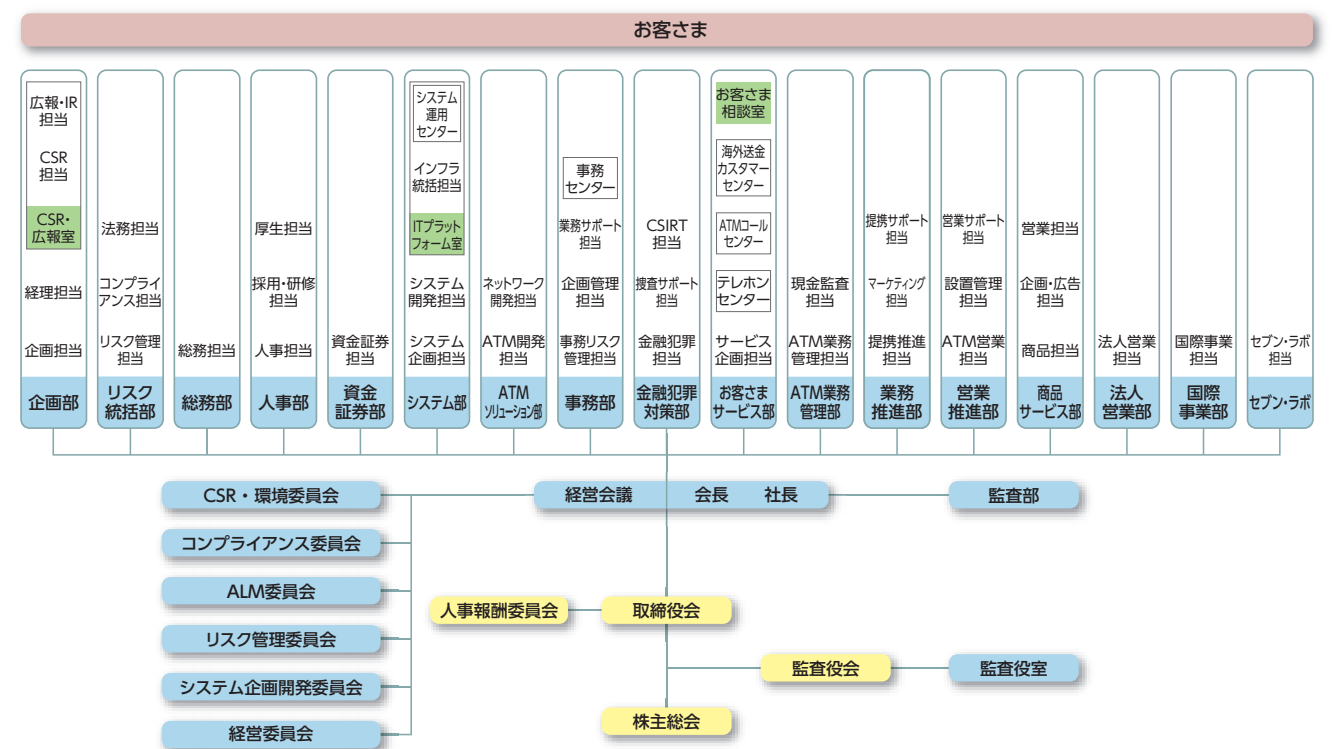 お客さま
広報・IR
担当
CSR
担当
CSR・
広報室
経理担当
企画担当
企画部
法務担当
コンプライ
アンス担当
リスク管理
担当
リスク
統括部
総務担当
総務部
厚生担当
採用・研修
担当
人事担当
人事部
資金証券
担当
資金
証券部
システム
運用
センター
インフラ
統括担当
ITプラット
フォーム室
システム
開発担当
システム
企画担当
システム部
ネットワーク
開発担当
ATM開発
担当
ATM
ソリューション部
事務
センター
業務サポート
担当
企画管理
担当
事務リスク
管理担当
事務部
CSIRT
担当
捜査サポート
担当
金融犯罪
担当
金融犯罪
対策部
お客さま
相談室
海外送金
カスタマー
センター
ATMコール
センター
テレホン
センター
サービス
企画担当
お客さま
サービス部
現金監査
担当
ATM業務
管理担当
ATM業務
管理部
提携サポート
担当
マーケティング
担当
提携推進
担当
業務
推進部
営業サポート
担当
設置管理
担当
ATM営業
担当
営業
推進部
営業担当
企画・広告
担当
商品担当
商品
サービス部
法人営業
担当
法人
営業部
国際事業
担当
国際
事業部
セブン・ラボ
担当
セブン・ラボ
CSR・環境委員会
経営会議 会長 社長
監査部
コンプライアンス委員会
ALM委員会
人事報酬委員会
取締役会
リスク管理委員会
監査役会
監査役室
システム企画開発委員会
株主総会
経営委員会